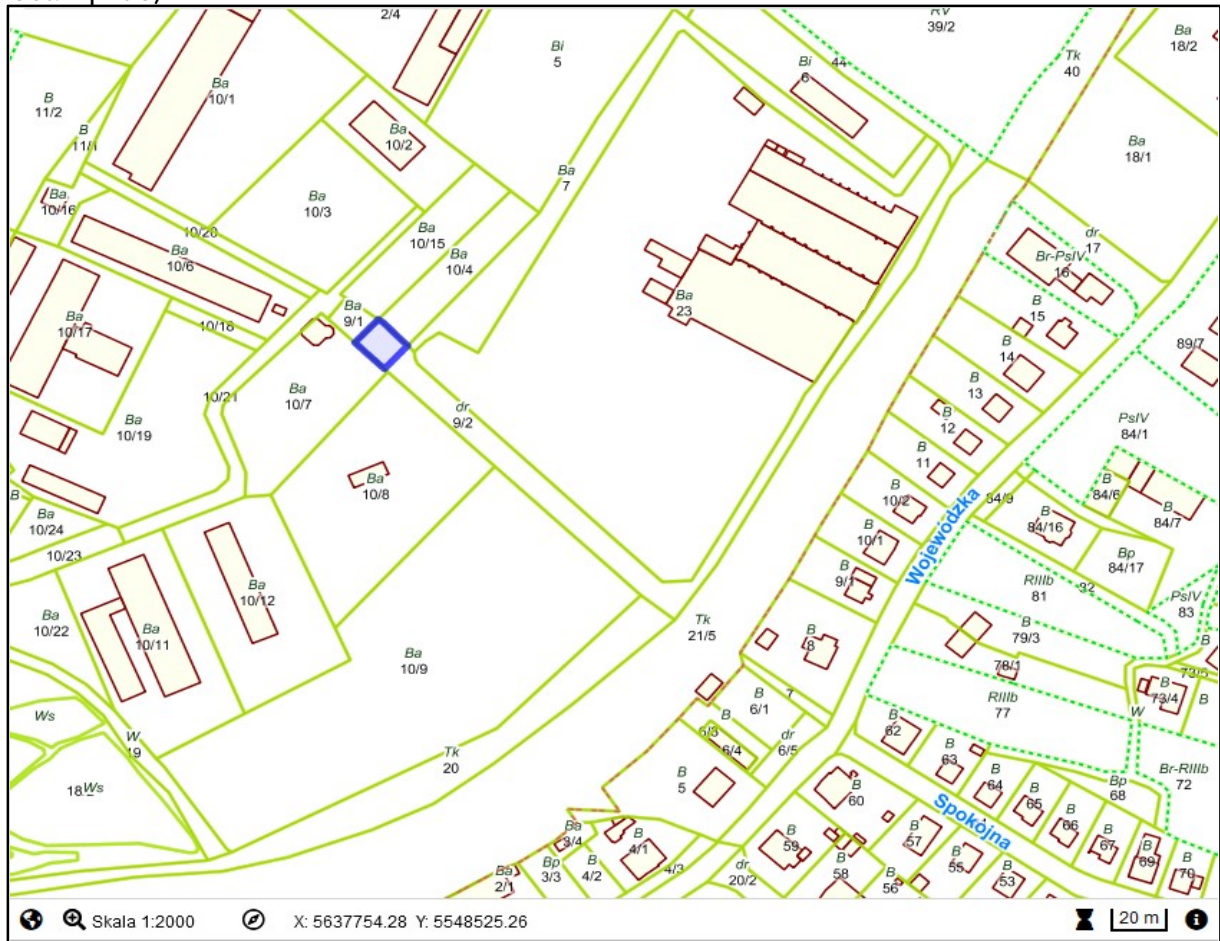 2/4
Bi
5
RV
39/2
Tk
40
Ba
18/2
B
11/2
Ba
10/1
Bi
6
44
B
11/1
Ba
10/2
Ba
18/1
Ba
7
Ba
10/16
Ba
10/3
10/20
Ba
10/15
Ba
10/4
dr
17
Br-PsIV
16
Ba
10/6
Ba
9/1
Ba
23
B
15
Ba
10/17
10/18
B
14
89/7
Ba
10/7
10/21
B
13
dr
9/2
Ba
10/19
B
12
PsIV
84/1
B
11
Ba
10/8
B
10/2
84/9
B
84/6
B
84/7
B
Ba
10/24
B
84/16
10/23
B
10/1
Wojewódzka
Bp
84/17
Ba
10/12
B
9/1
RIIIb
81
82
PsIV
83
Ba
10/22
Ba
10/11
Tk
21/5
B
79/3
B
8
Ba
10/9
78/1
B
73/5
B
73/4
B
7
B
6/1
RIIIb
77
W
Ws
W
19
B
6/3
6/4
dr
6/5
B
62
Tk
20
B
63
Br-RIIIb
72
Ws
B
5
B
60
B
64
Bp
68
B
65
Spokojna
B
66
Ba
3/4
B
4/1
B
59
B
57
B
67
Ba
2/1
Bp
3/3
B
4/2
4/3
dr
20/2
B
58
B
55
B
69
B
56
B
53
B
70
Skala 1:2000
X: 5637754.28 Y: 5548525.26
20 m